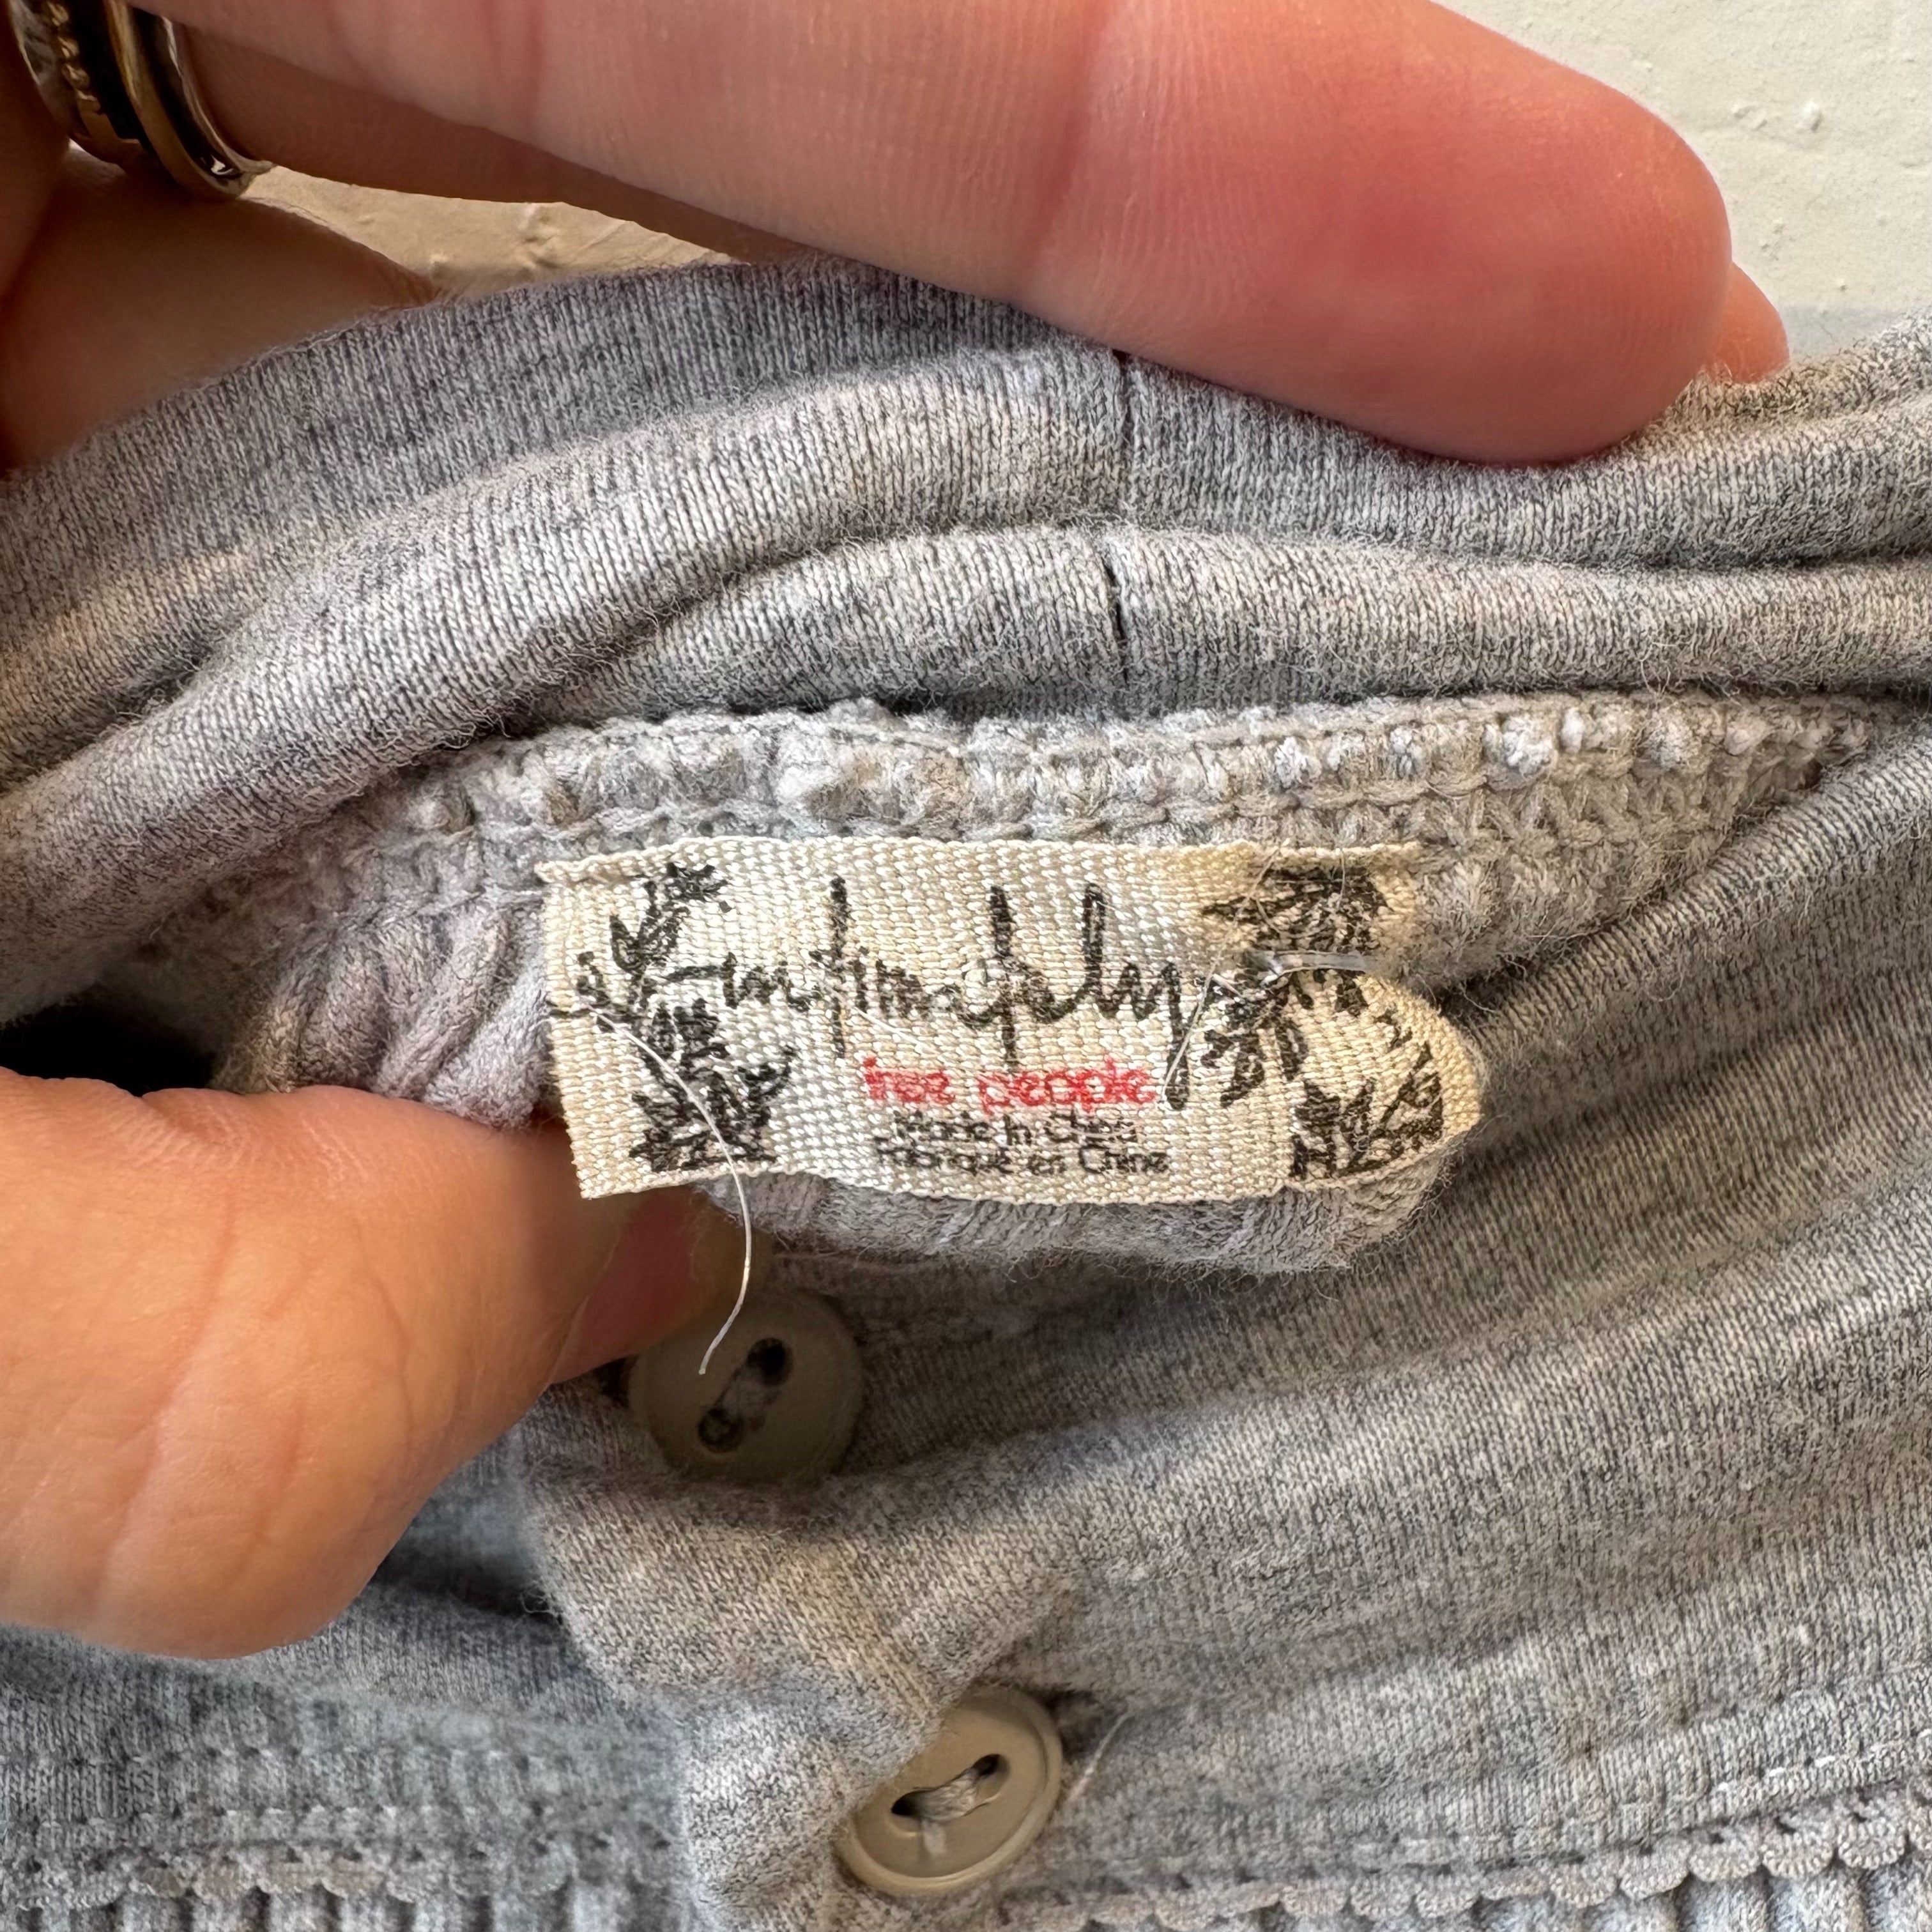 intimately
free people
Made in China
Fabriqué en Chine